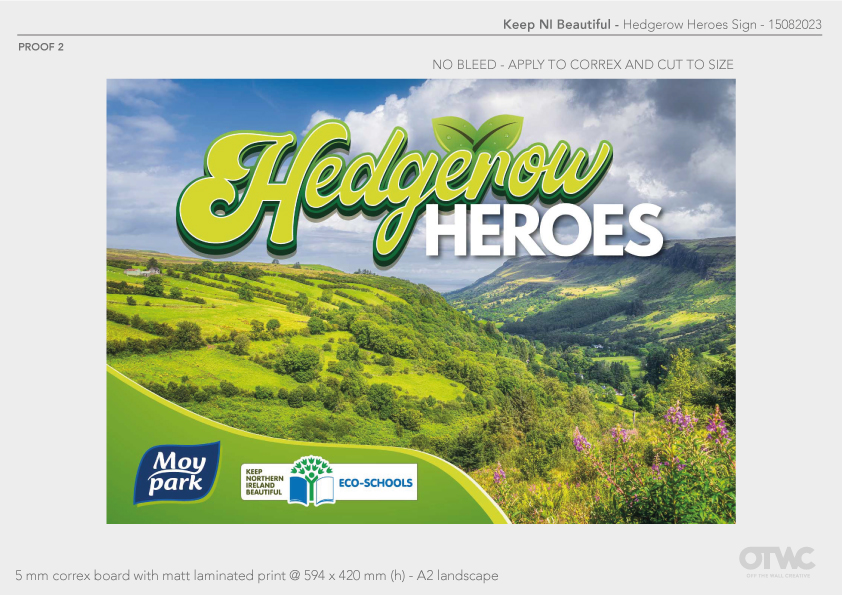 Keep NI Beautiful - Hedgerow Heroes Sign - 15082023
PROOF 2
NO BLEED - APPLY TO CORREX AND CUT TO SIZE
Hedgerow
HEROES
Moy
park
KEEP
NORTHERN
IRELAND
BEAUTIFUL
ECO-SCHOOLS
OTWC
OFF THE WALL CREATIVE
5 mm correx board with matt laminated print @ 594 x 420 mm (h) - A2 landscape